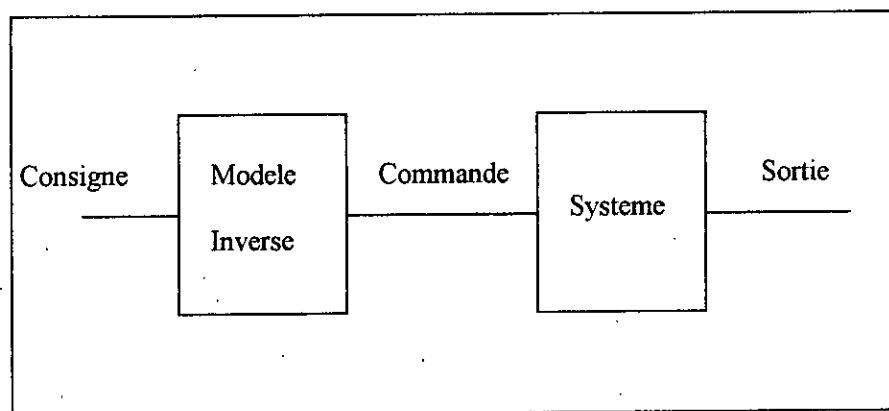 Consigne
Modele
Inverse
Commande
Systeme
Sortie